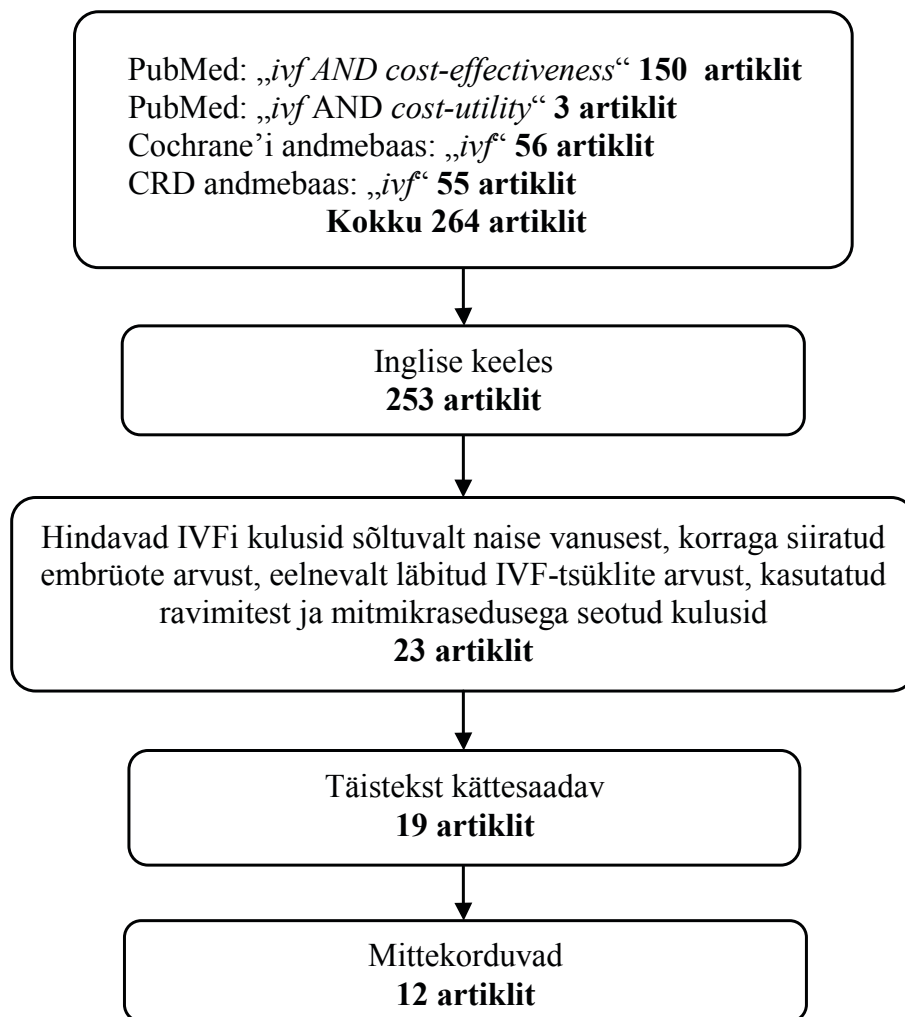 PubMed: „ivf AND cost-effectiveness“ 150 artiklit
PubMed: „ivf AND cost-utility“ 3 artiklit
Cochrane’i andmebaas: „ivf“ 56 artiklit
CRD andmebaas: „ivf“ 55 artiklit
Kokku 264 artiklit
Inglise keeles
253 artiklit
Hindavad IVFi kulusid sõltuvalt naise vanusest, korraga siiratud
embrüote arvust, eelnevalt läbitud IVF-tsüklite arvust, kasutatud
ravimitest ja mitmikrasedusega seotud kulusid
23 artiklit
Täistekst kättesaadav
19 artiklit
Mittekorduvad
12 artiklit